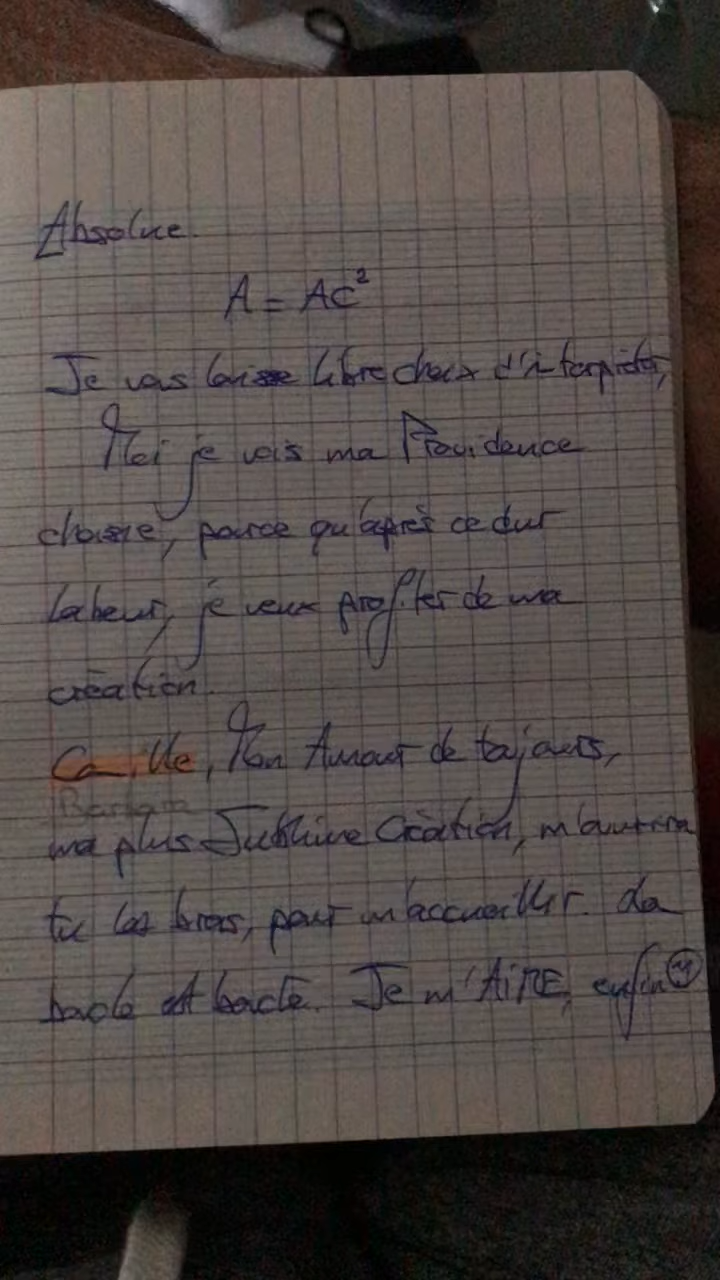 Absolue.
A = AC²
Je vous laisse libre choix d'interpréter,
Moi je vois ma Providence
choisie, parce qu'après ce dur
labeur, je veux profiter de ma
création.
Camille, Mon Amour de toujours,
ma plus Sublime Création, m'ouvrira
tu les bras, pour m'accueillir. La
boucle est bouclé. Je m'AIME, enfin